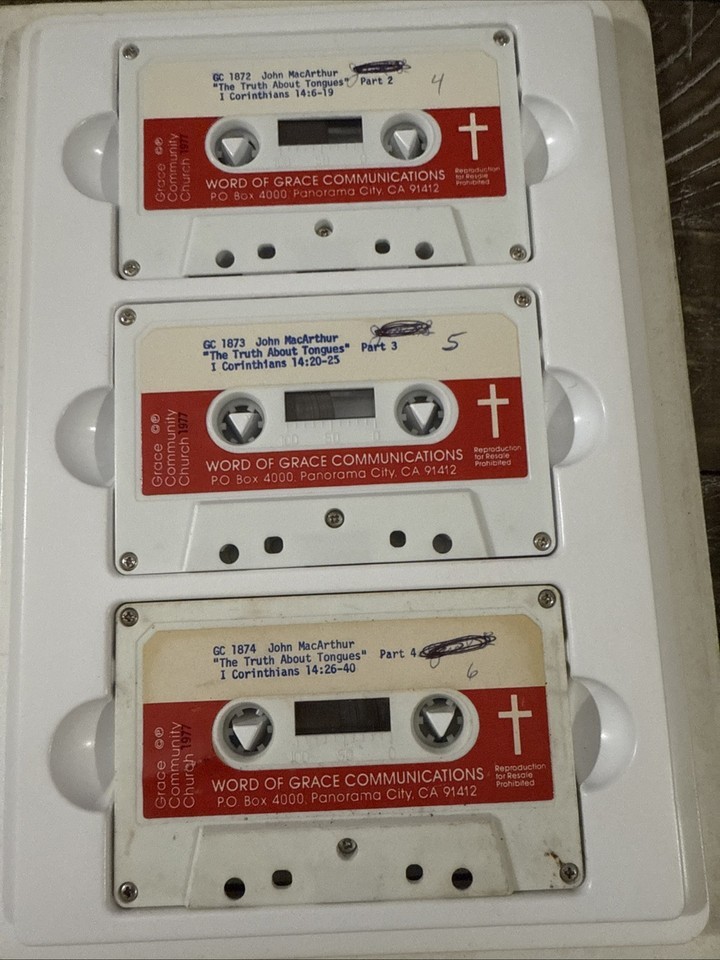 GC 1872 John MacArthur
"The Truth About Tongues" Part 2
I Corinthians 14:6-19
4
Grace ©℗
Community
Church 1977
WORD OF GRACE COMMUNICATIONS
PO Box 4000, Panorama City, CA 91412
Reproduction
for Resale
Prohibited
GC 1873 John MacArthur
"The Truth About Tongues" Part 3
I Corinthians 14:20-25
5
Grace ©℗
Community
Church 1977
WORD OF GRACE COMMUNICATIONS
P.O. Box 4000, Panorama City, CA 91412
Reproduction
for Resale
Prohibited
GC 1874 John MacArthur
"The Truth About Tongues" Part 4
I Corinthians 14:26-40
6
Grace ©℗
Community
Church 1977
WORD OF GRACE COMMUNICATIONS
P.O. Box 4000, Panorama City, CA 91412
Reproduction
for Resale
Prohibited